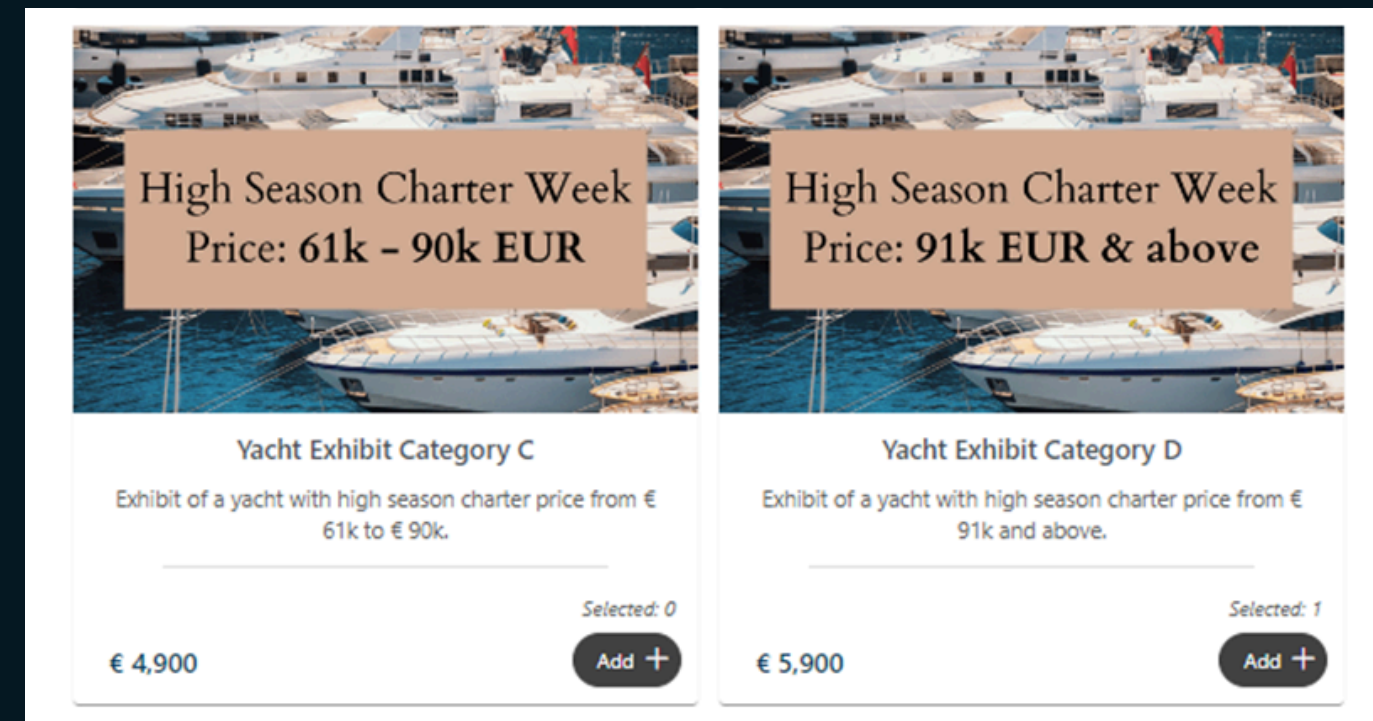 High Season Charter Week
Price: 61k – 90k EUR
Yacht Exhibit Category C
Exhibit of a yacht with high season charter price from €
61k to € 90k.
Selected: 0
€ 4,900
Add +
High Season Charter Week
Price: 91k EUR & above
Yacht Exhibit Category D
Exhibit of a yacht with high season charter price from €
91k and above.
Selected: 1
€ 5,900
Add +